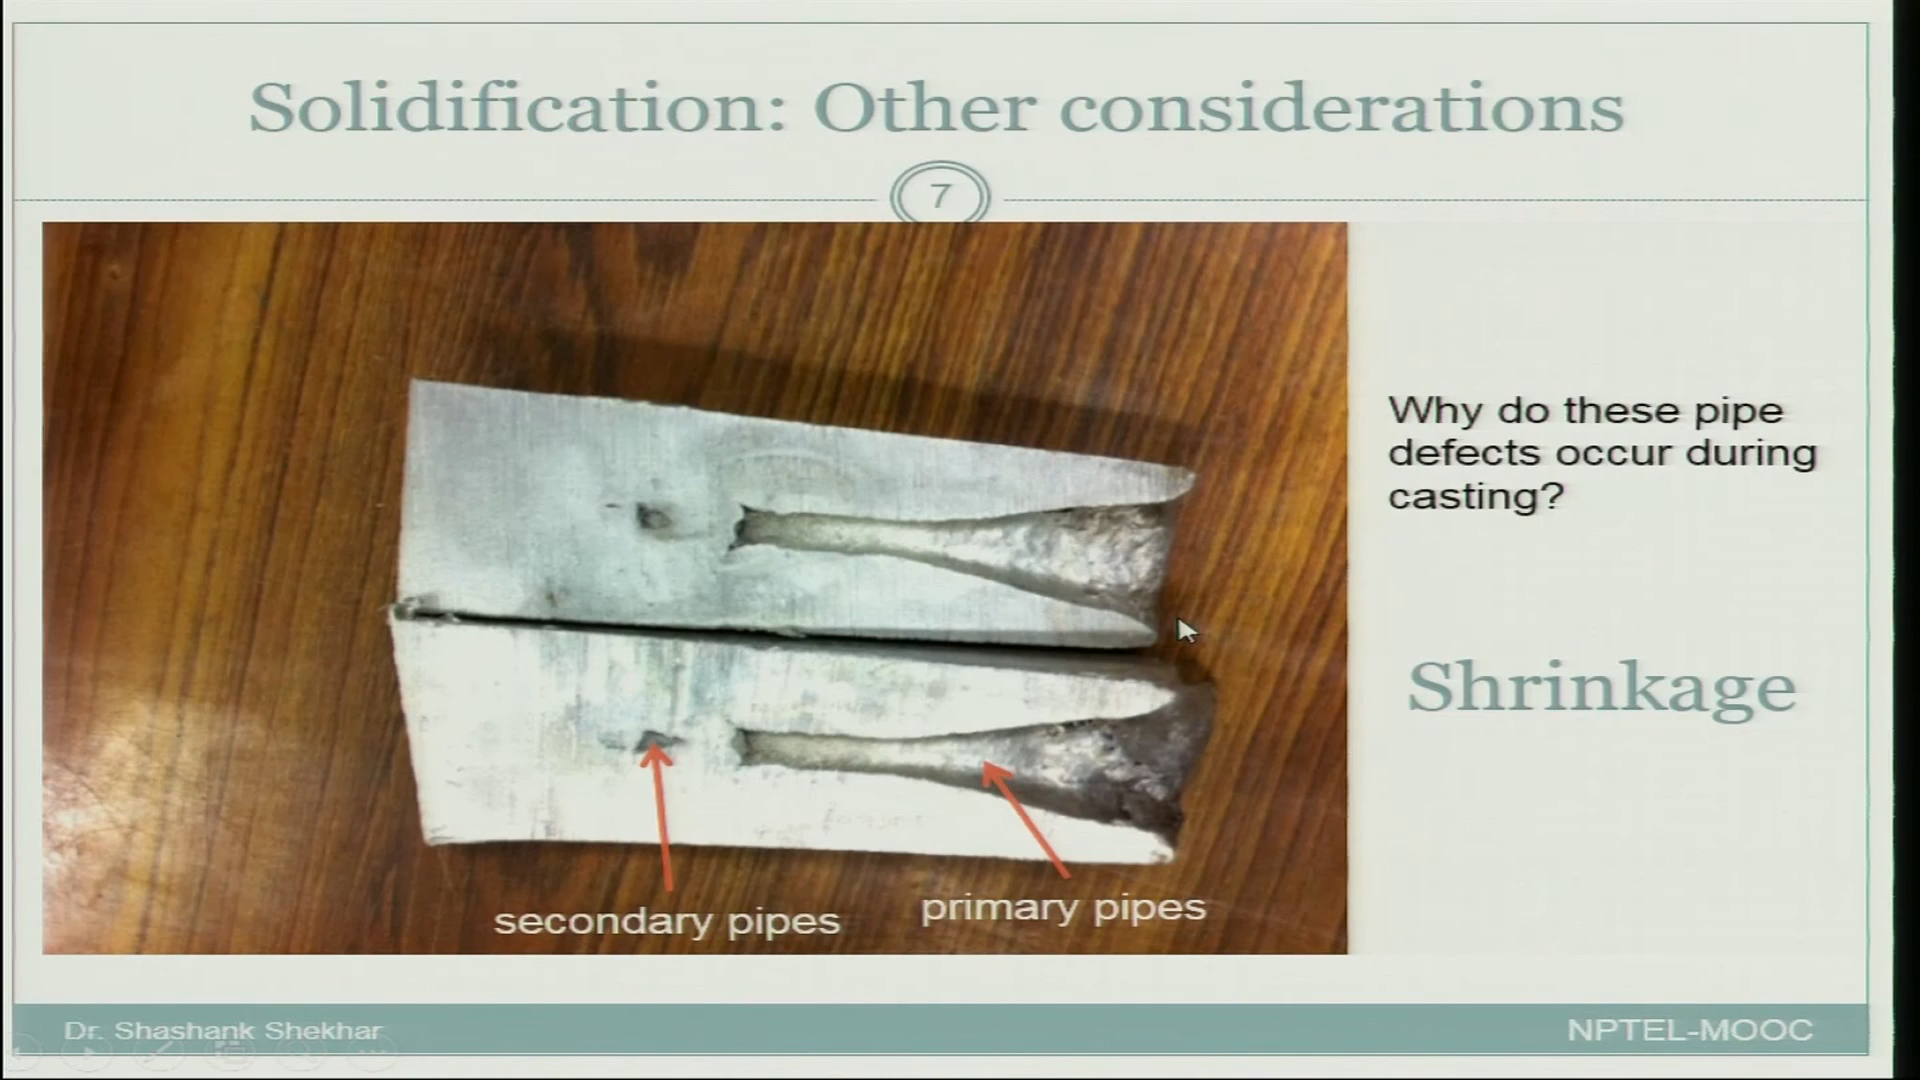 Solidification: Other considerations
7
Why do these pipe
defects occur during
casting?
Shrinkage
secondary pipes
primary pipes
Dr. Shashank Shekhar
NPTEL-MOOC